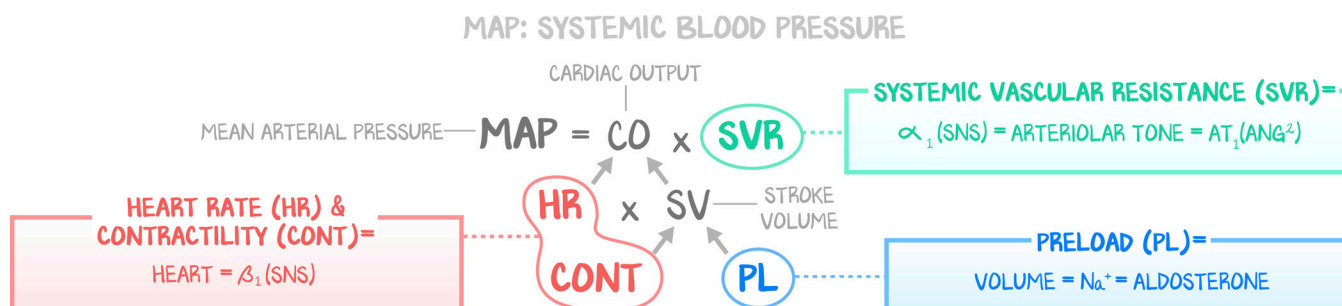 MAP: SYSTEMIC BLOOD PRESSURE
CARDIAC OUTPUT
MEAN ARTERIAL PRESSURE MAP = CO x SVR
SYSTEMIC VASCULAR RESISTANCE (SVR)=
α₁(SNS) = ARTERIOLAR TONE = AT₁(ANG²)
HR x SV
STROKE
VOLUME
HEART RATE (HR) &
CONTRACTILITY (CONT)=
HEART = β₁(SNS)
CONT PL
PRELOAD (PL)=
VOLUME = Na⁺ = ALDOSTERONE